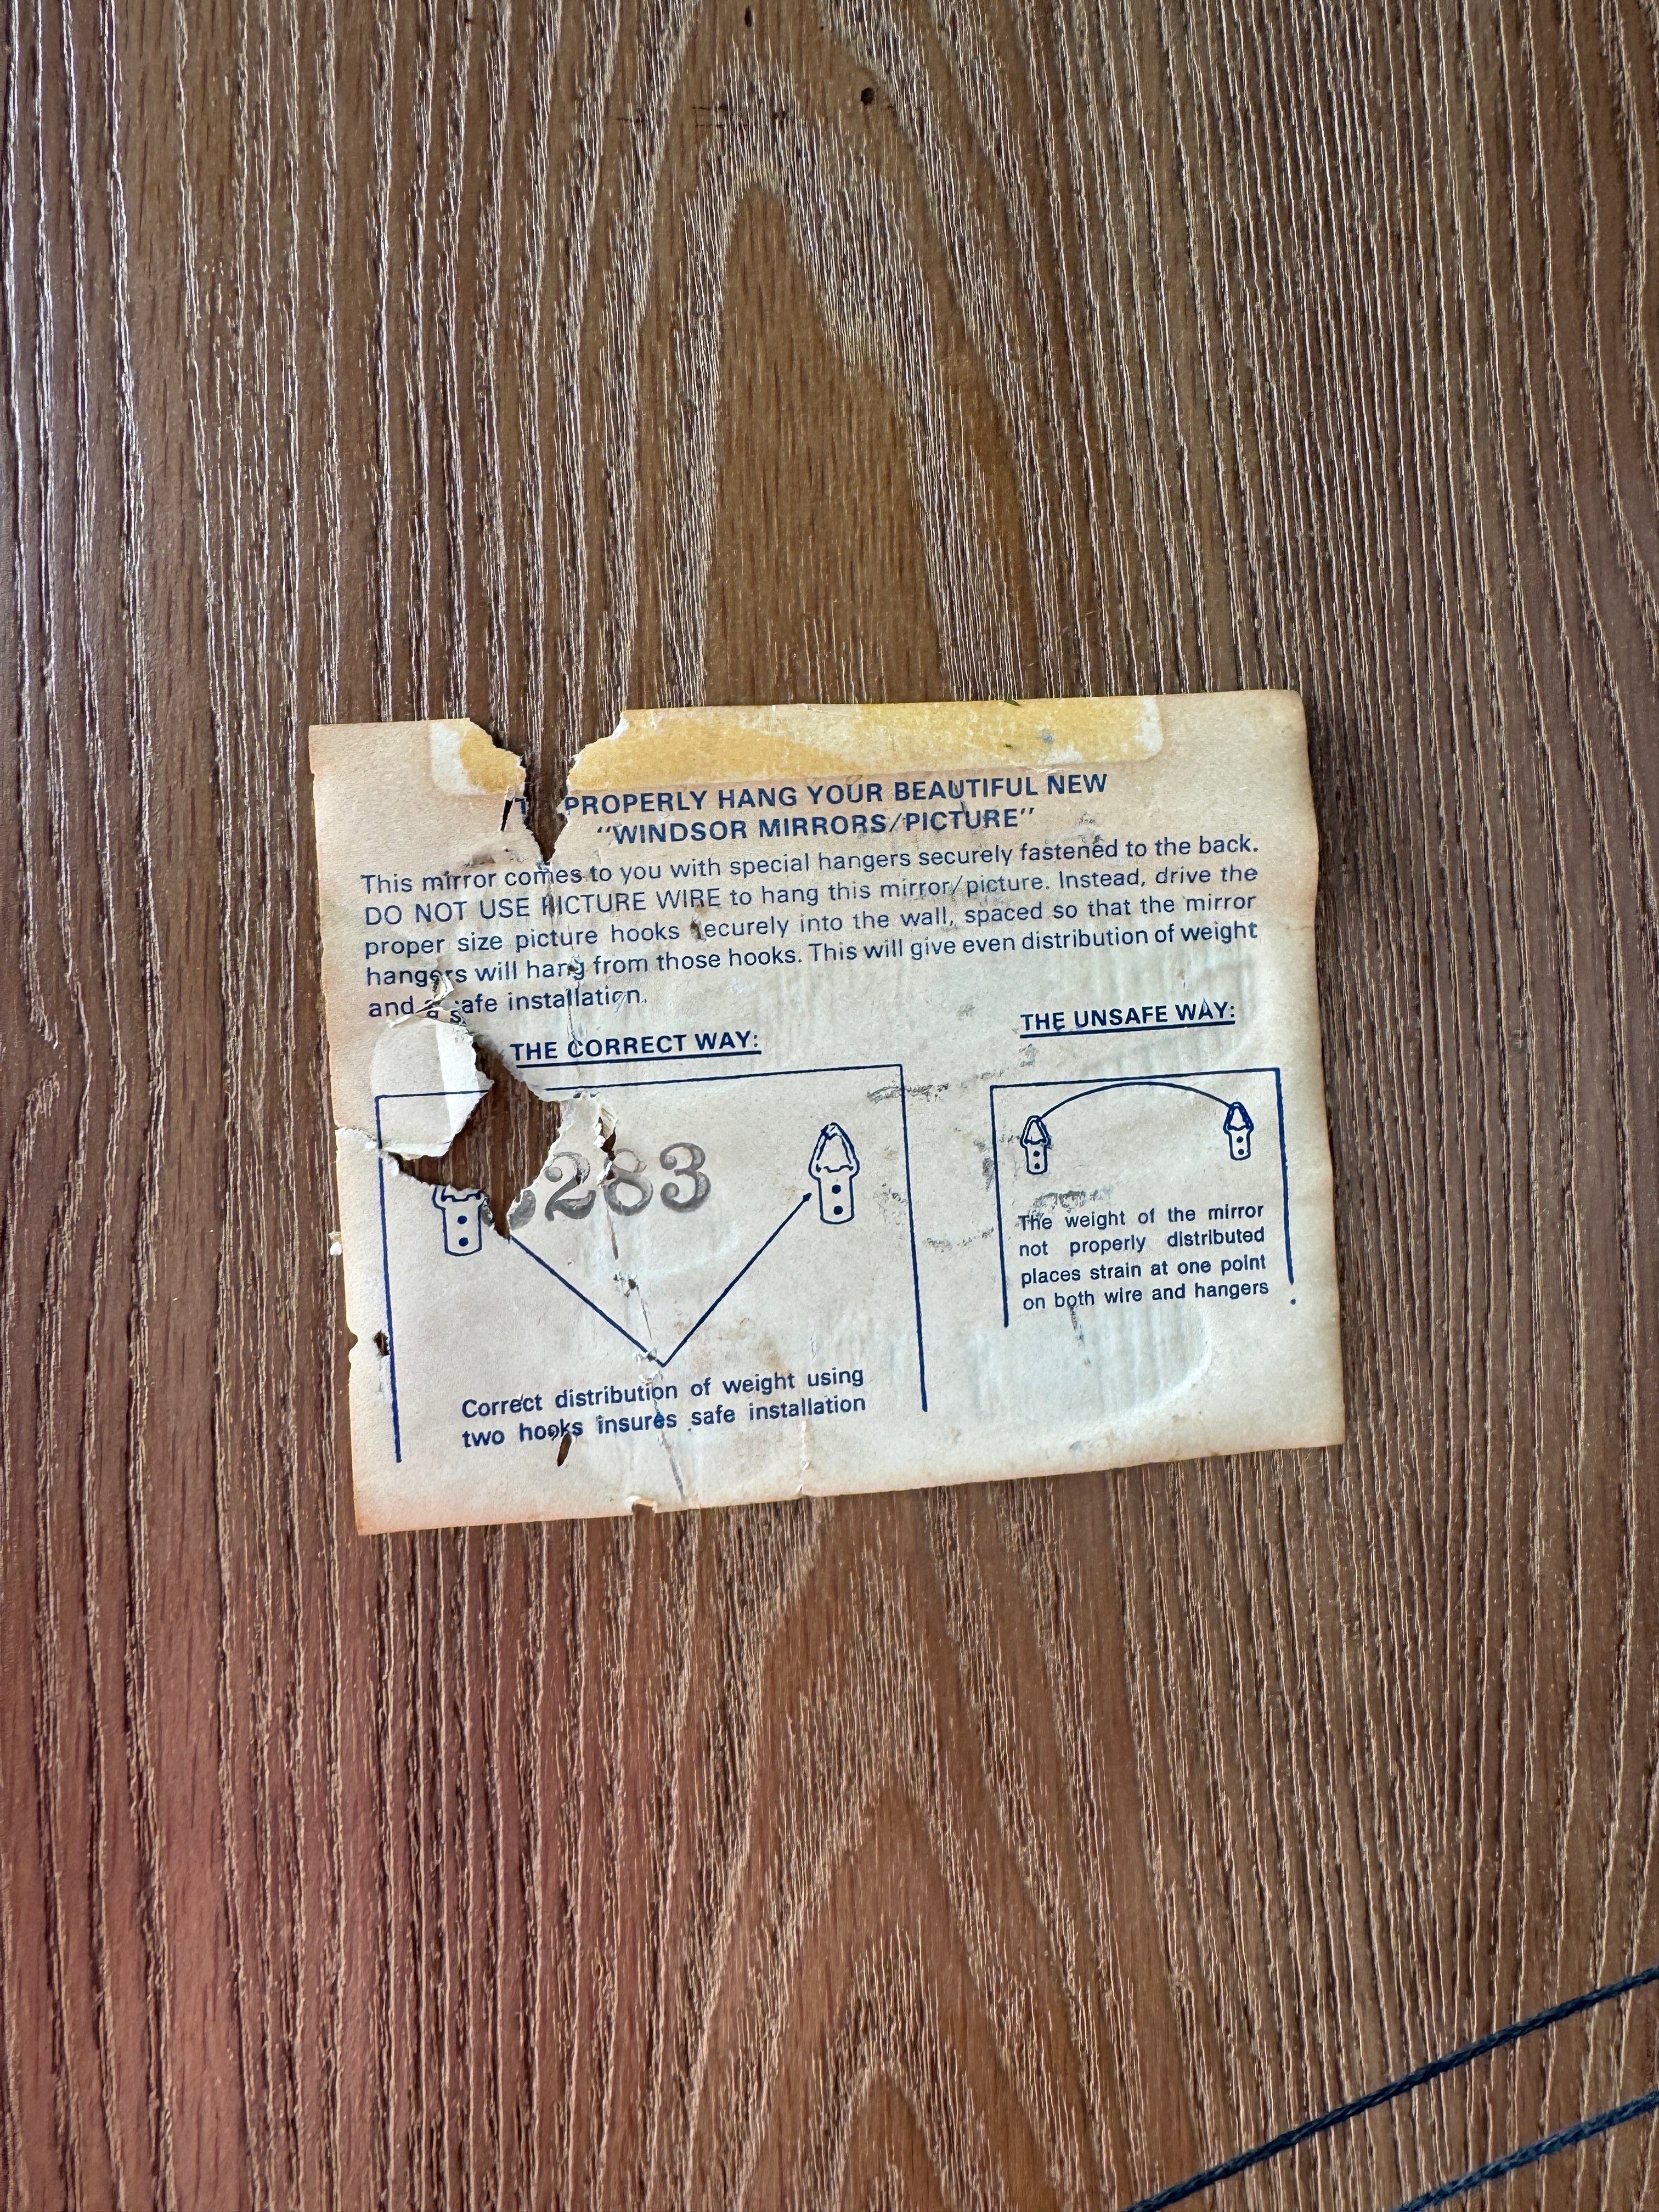 PROPERLY HANG YOUR BEAUTIFUL NEW
"WINDSOR MIRRORS/PICTURE"
This mirror comes to you with special hangers securely fastened to the back.
DO NOT USE PICTURE WIRE to hang this mirror/picture. Instead, drive the
proper size picture hooks securely into the wall, spaced so that the mirror
hangers will hang from those hooks. This will give even distribution of weight
and a safe installation.
THE CORRECT WAY:
283
Correct distribution of weight using
two hooks insures safe installation
THE UNSAFE WAY:
The weight of the mirror
not properly distributed
places strain at one point
on both wire and hangers